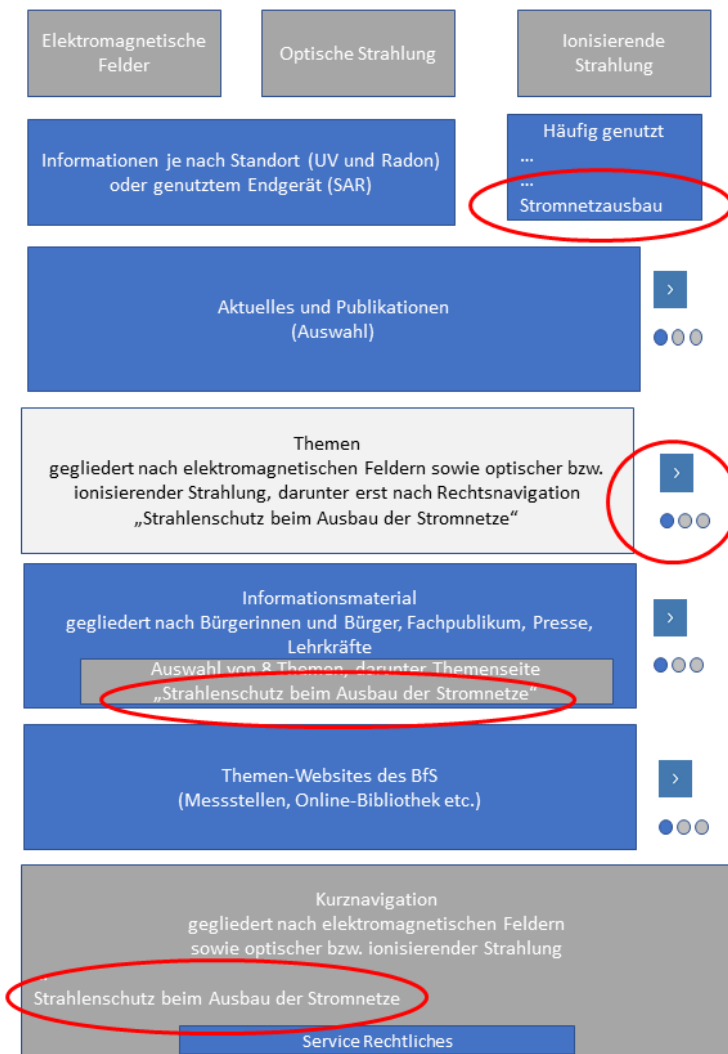 Elektromagnetische
Felder
Optische Strahlung
Ionisierende
Strahlung
Informationen je nach Standort (UV und Radon)
oder genutztem Endgerät (SAR)
Häufig genutzt
...
...
Stromnetzausbau
Aktuelles und Publikationen
(Auswahl)
>
Themen
gegliedert nach elektromagnetischen Feldern sowie optischer bzw.
ionisierender Strahlung, darunter erst nach Rechtsnavigation
„Strahlenschutz beim Ausbau der Stromnetze“
>
Informationsmaterial
gegliedert nach Bürgerinnen und Bürger, Fachpublikum, Presse,
Lehrkräfte
Auswahl von 8 Themen, darunter Themenseite
„Strahlenschutz beim Ausbau der Stromnetze“
>
Themen-Websites des BfS
(Messstellen, Online-Bibliothek etc.)
>
Kurznavigation
gegliedert nach elektromagnetischen Feldern
sowie optischer bzw. ionisierender Strahlung
...
Strahlenschutz beim Ausbau der Stromnetze
Service Rechtliches